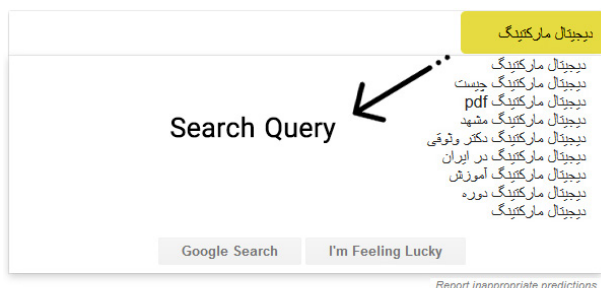 دیجیتال مارکتینگ
دیجیتال مارکتینگ
دیجیتال مارکتینگ چیست
دیجیتال مارکتینگ pdf
دیجیتال مارکتینگ مشهد
دیجیتال مارکتینگ دکتر وثوقی
دیجیتال مارکتینگ در ایران
دیجیتال مارکتینگ آموزش
دیجیتال مارکتینگ دوره
دیجیتال مارکتینگ
Search Query
Google Search
I'm Feeling Lucky
Report inappropriate predictions